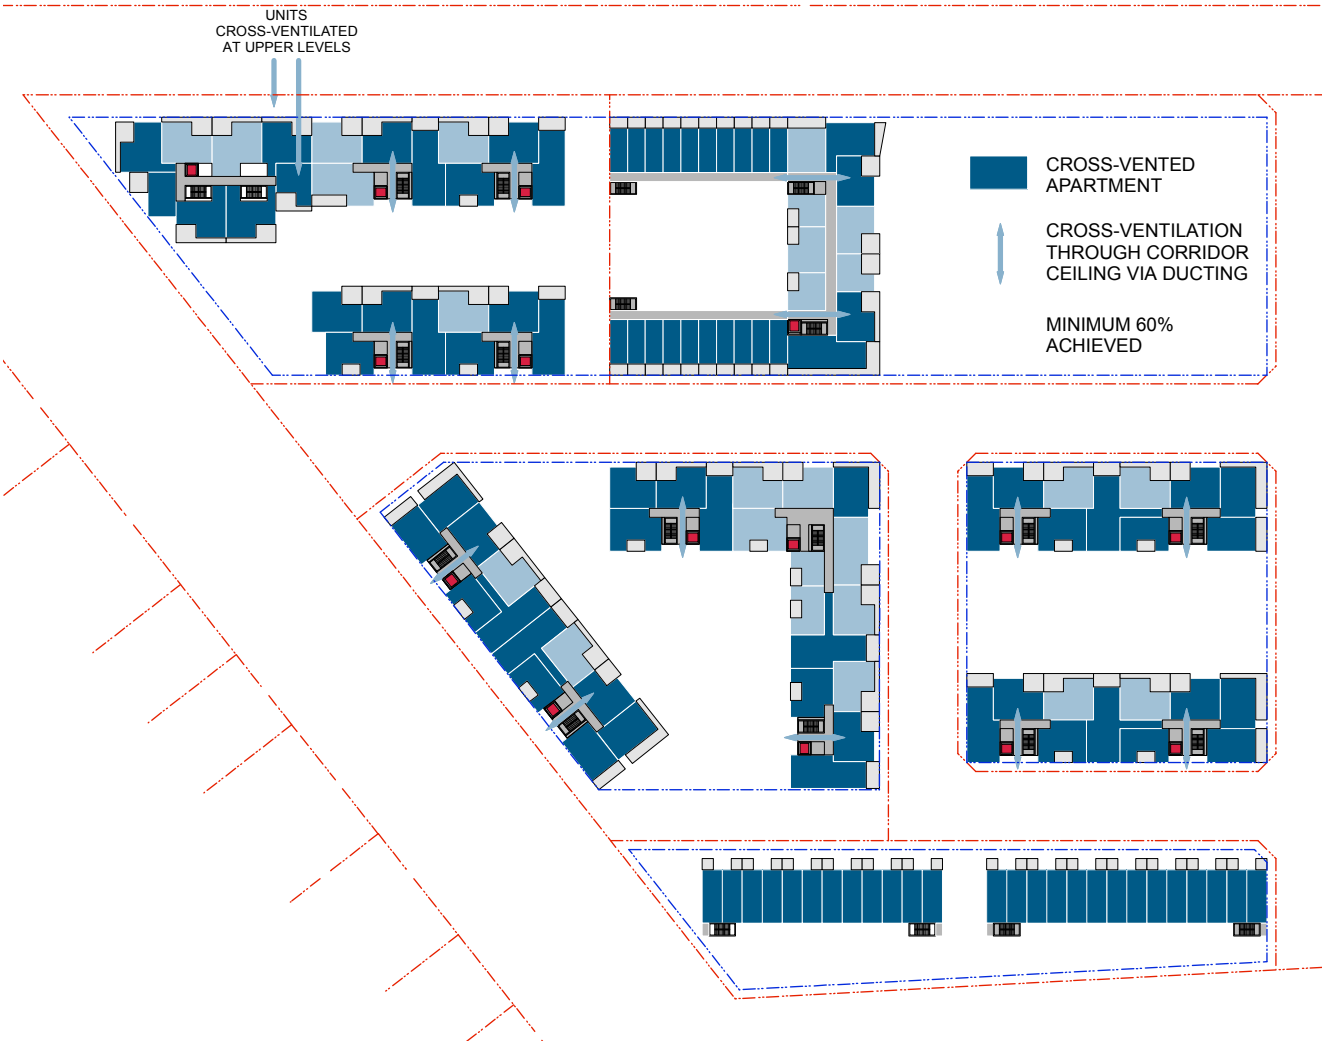 UNITS
CROSS-VENTILATED
AT UPPER LEVELS
CROSS-VENTED
APARTMENT
CROSS-VENTILATION
THROUGH CORRIDOR
CEILING VIA DUCTING
MINIMUM 60%
ACHIEVED